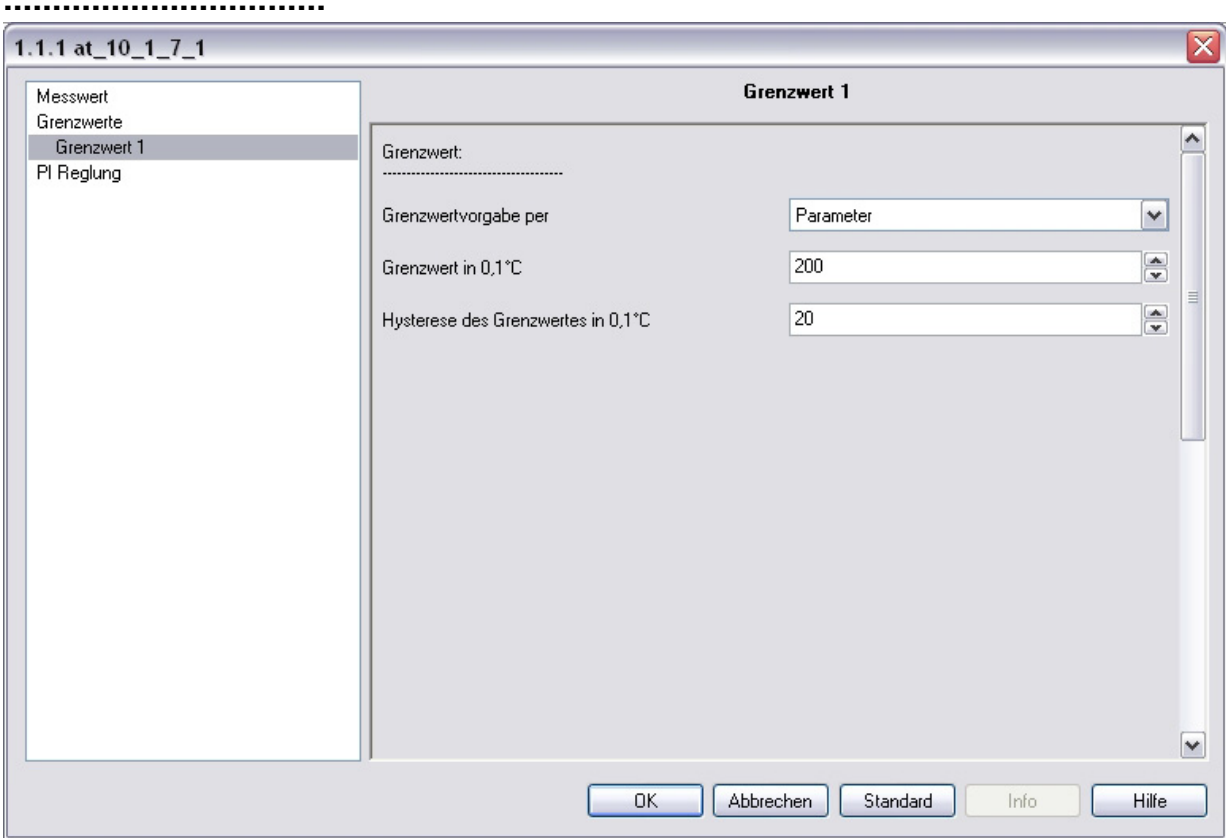 1.1.1 at_10_1_7_1
Messwert
Grenzwerte
Grenzwert 1
PI Reglung
Grenzwert 1
Grenzwert:
--------------------------------------
Grenzwertvorgabe per
Parameter
Grenzwert in 0,1°C
200
Hysterese des Grenzwertes in 0,1°C
20
OK
Abbrechen
Standard
Info
Hilfe